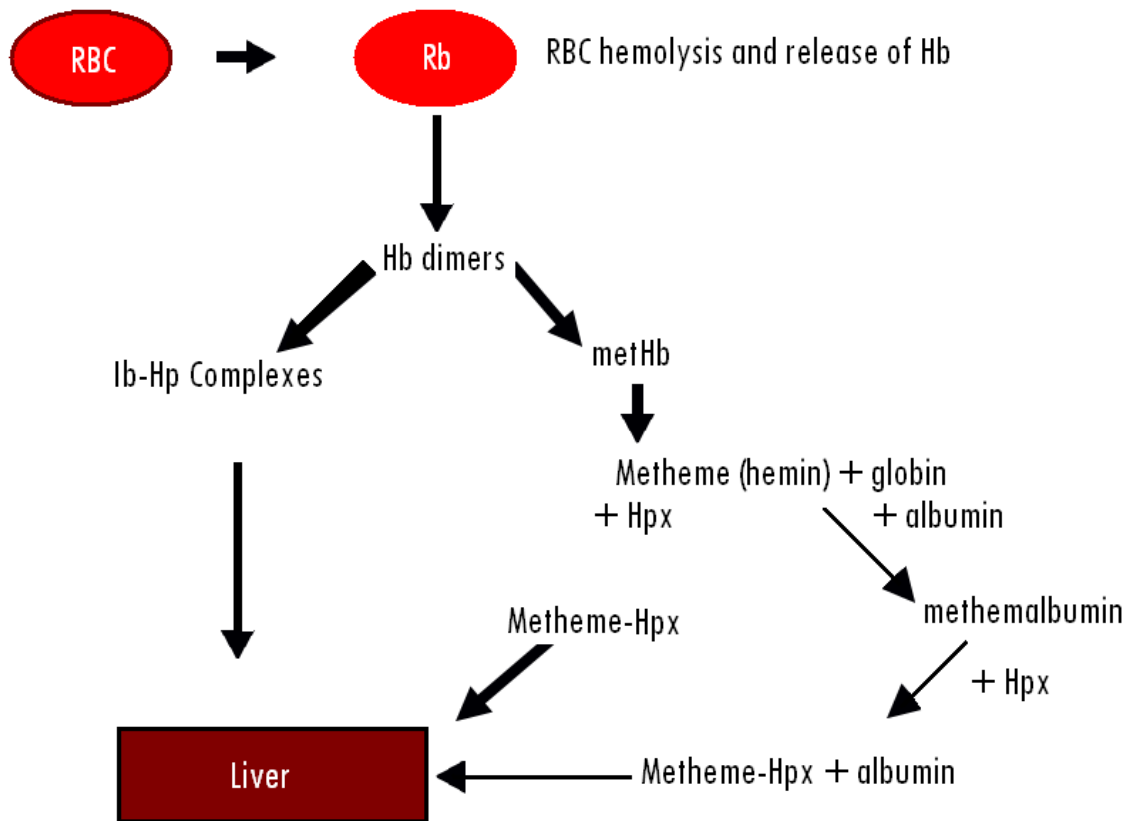 RBC
Rb
RBC hemolysis and release of Hb
Hb dimers
Ib-Hp Complexes
metHb
Metheme (hemin) + globin
+ Hpx
+ albumin
methemalbumin
+ Hpx
Metheme-Hpx
Metheme-Hpx + albumin
Liver